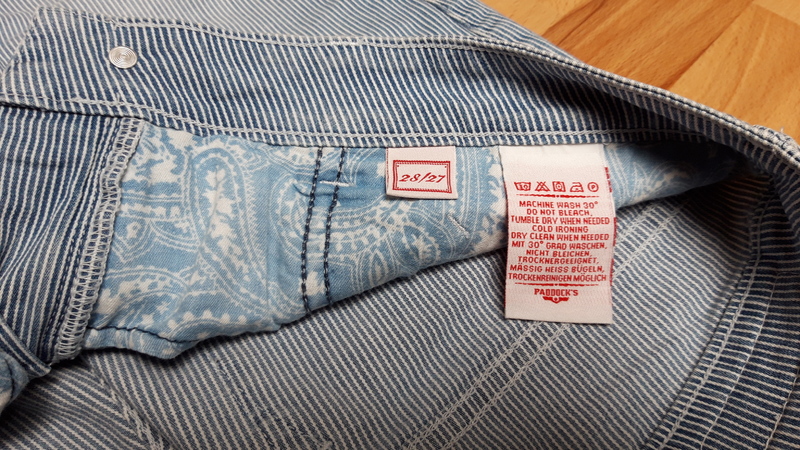 28/27
MACHINE WASH 30°
DO NOT BLEACH,
TUMBLE DRY WHEN NEEDED
COLD IRONING
DRY CLEAN WHEN NEEDED
MIT 30° GRAD WASCHEN,
NICHT BLEICHEN,
TROCKNERGEEIGNET.
MÄSSIG HEISS BÜGELN,
TROCKENREINIGEN MÖGLICH
PADDOCK'S